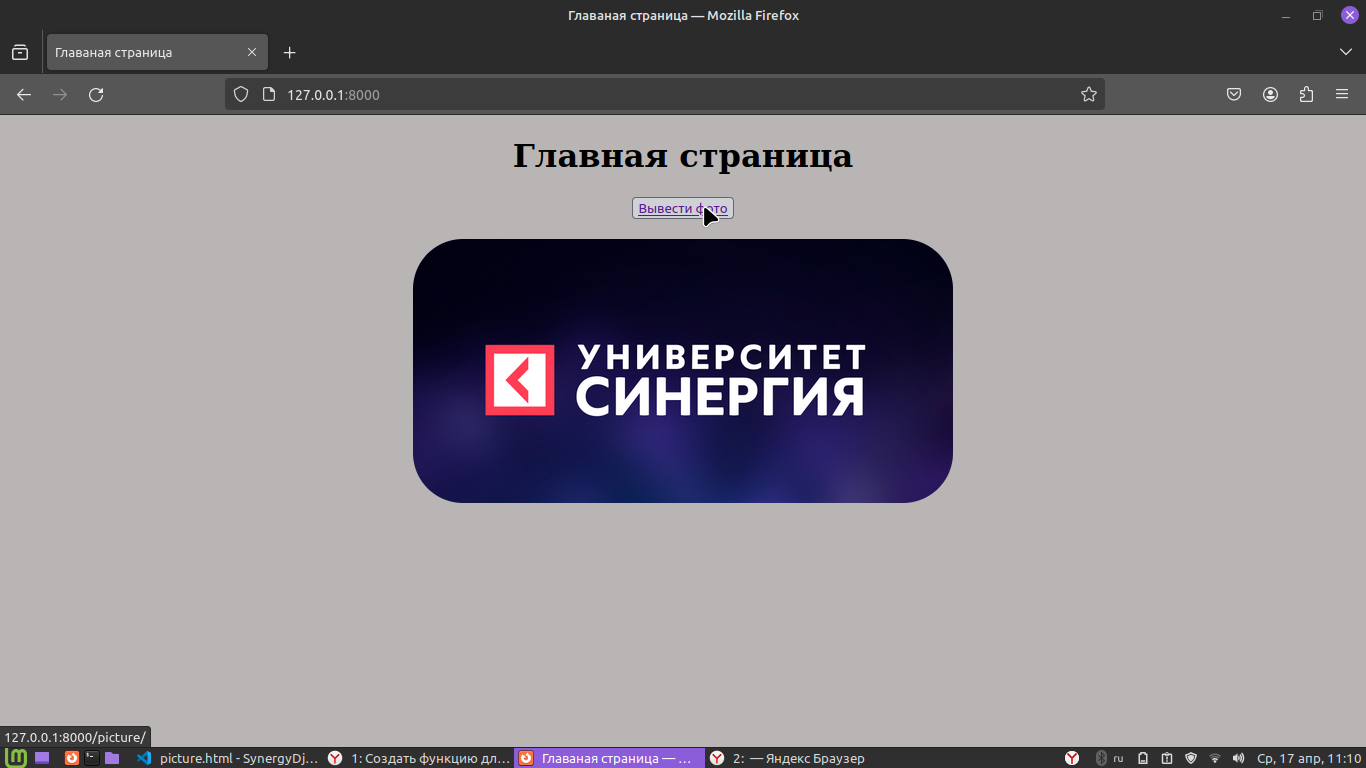 Главаная страница — Mozilla Firefox
Главаная страница
127.0.0.1:8000
Главная страница
Вывести фото
УНИВЕРСИТЕТ
СИНЕРГИЯ
127.0.0.1:8000/picture/
picture.html - SynergyDj...
1: Создать функцию дл...
Главаная страница — ...
2: — Яндекс Браузер
ru
Ср, 17 апр, 11:10